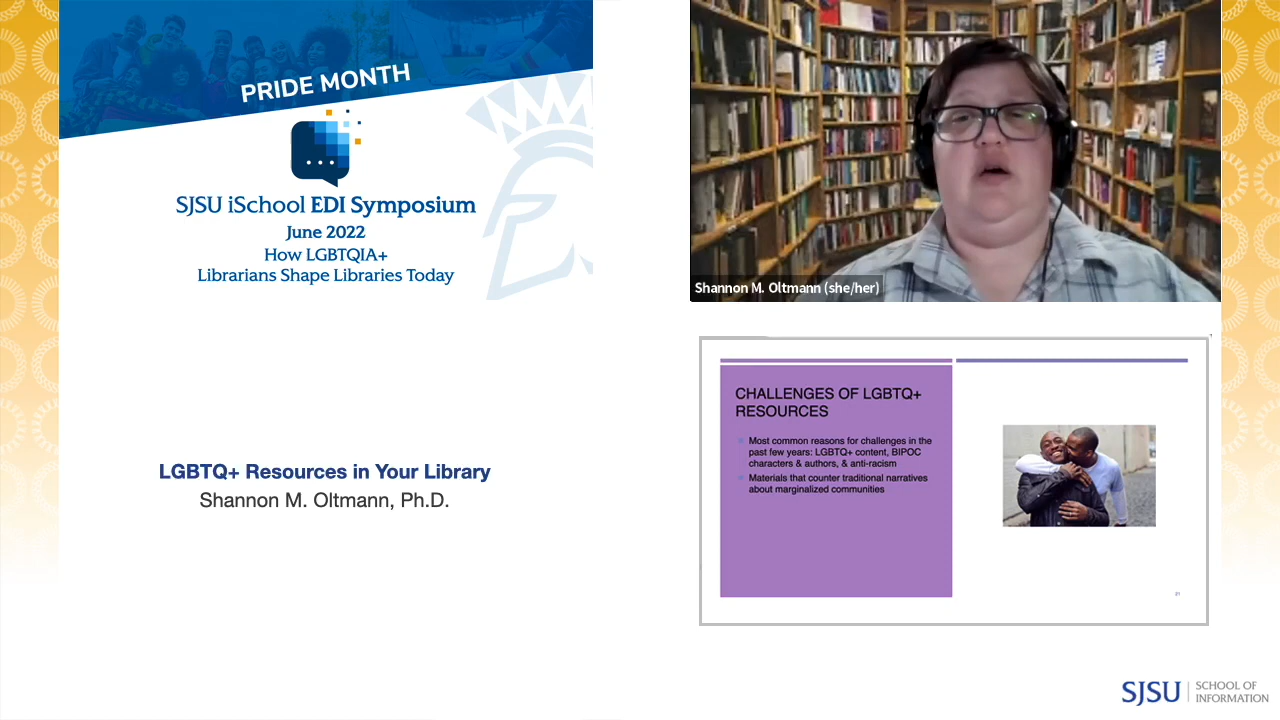 PRIDE MONTH
SJSU iSchool EDI Symposium
June 2022
How LGBTQIA+
Librarians Shape Libraries Today
LGBTQ+ Resources in Your Library
Shannon M. Oltmann, Ph.D.
Shannon M. Oltmann (she/her)
CHALLENGES OF LGBTQ+
RESOURCES
Most common reasons for challenges in the
past few years: LGBTQ+ content, BIPOC
characters & authors, & anti-racism
Materials that counter traditional narratives
about marginalized communities
SJSU
SCHOOL OF
INFORMATION